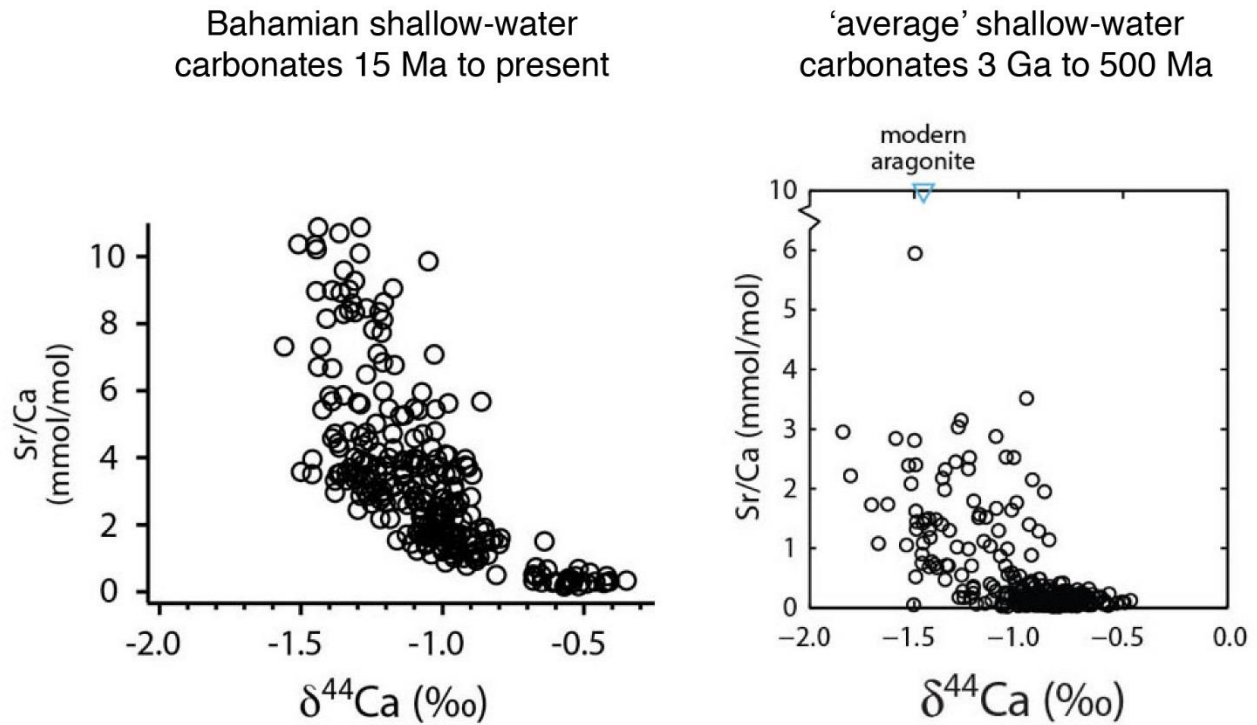 Bahamian shallow-water
carbonates 15 Ma to present
10
8
6
4
2
0
Sr/Ca
(mmol/mol)
-2.0 -1.5 -1.0 -0.5
δ⁴⁴Ca (‰)
‘average’ shallow-water
carbonates 3 Ga to 500 Ma
modern
aragonite
10
6
5
4
3
2
1
0
Sr/Ca (mmol/mol)
−2.0 −1.5 −1.0 −0.5 0.0
δ⁴⁴Ca (‰)